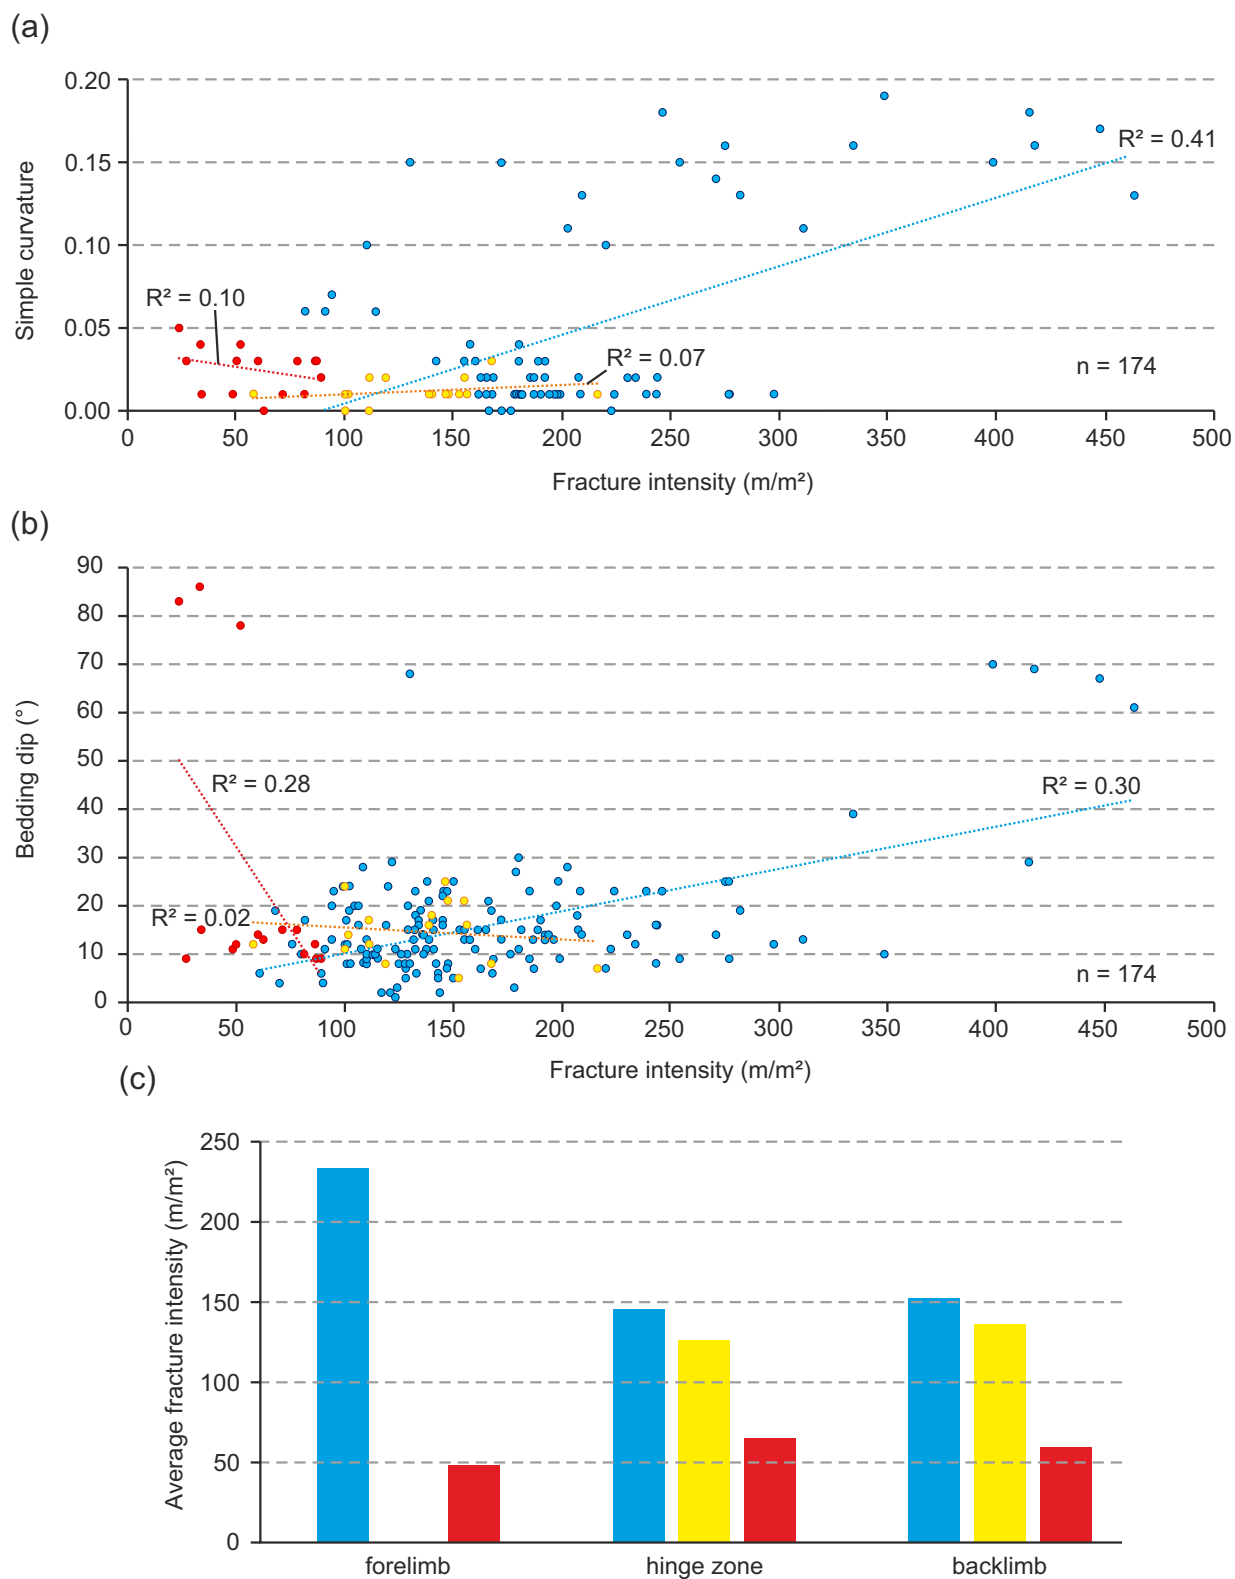 (a)
0.20
0.15
0.10
0.05
0.00
Simple curvature
R² = 0.41
R² = 0.10
R² = 0.07
n = 174
0 50 100 150 200 250 300 350 400 450 500
Fracture intensity (m/m²)
(b)
90
80
70
60
50
40
30
20
10
0
Bedding dip (°)
R² = 0.28
R² = 0.30
R² = 0.02
n = 174
0 50 100 150 200 250 300 350 400 450 500
Fracture intensity (m/m²)
(c)
250
200
150
100
50
0
Average fracture intensity (m/m²)
forelimb hinge zone backlimb